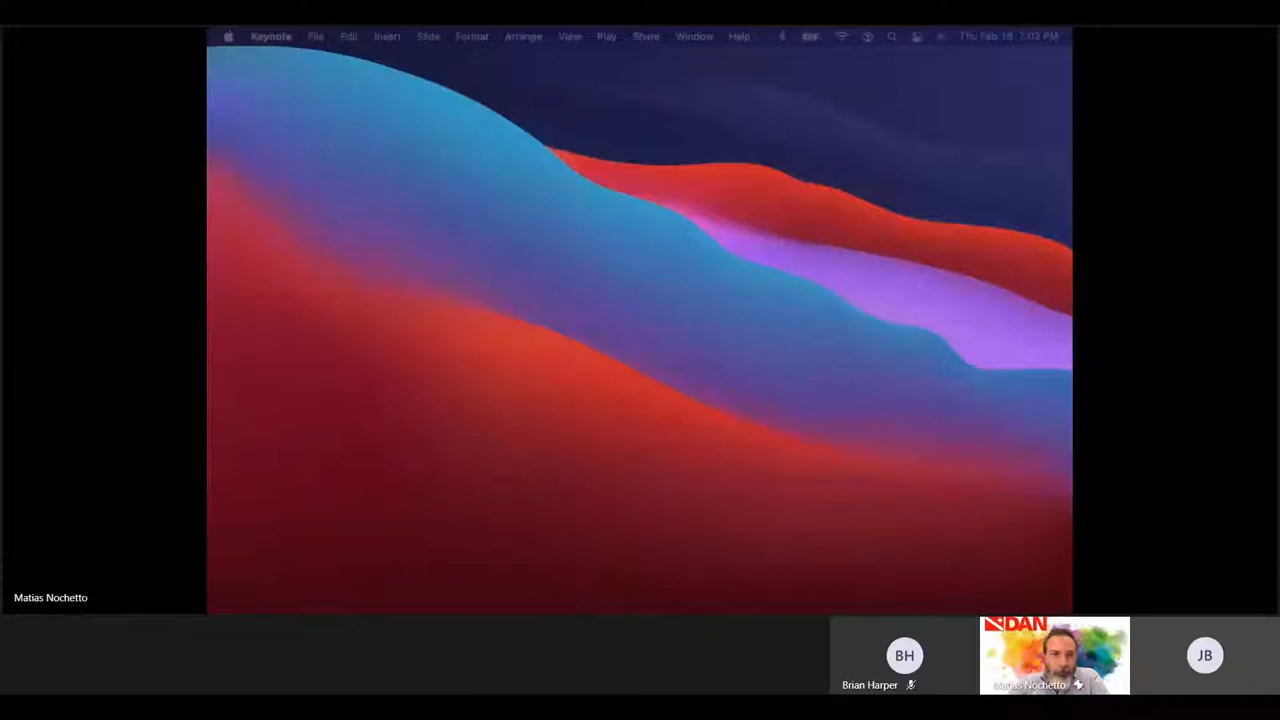 Keynote File Edit Insert Slide Format Arrange View Play Share Window Help Thu Feb 18 7:02 PM
Matias Nochetto
DAN
BH
JB
Brian Harper
Matias Nochetto